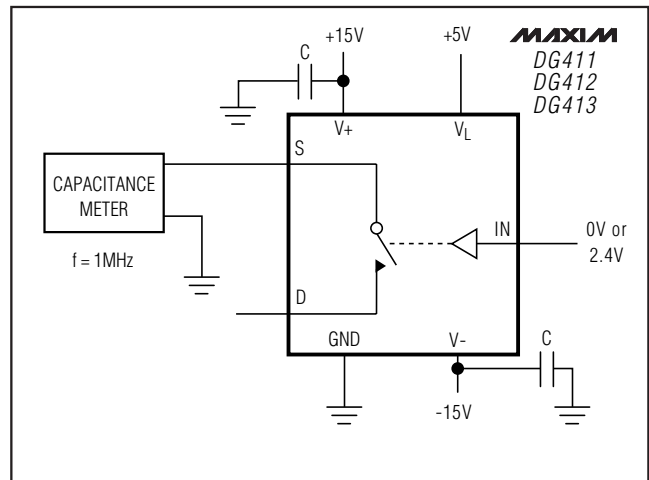 +15V
+5V
MAXIM
DG411
DG412
DG413
C
V+
VL
S
CAPACITANCE
METER
IN
0V or
2.4V
f = 1MHz
D
GND
V-
C
-15V